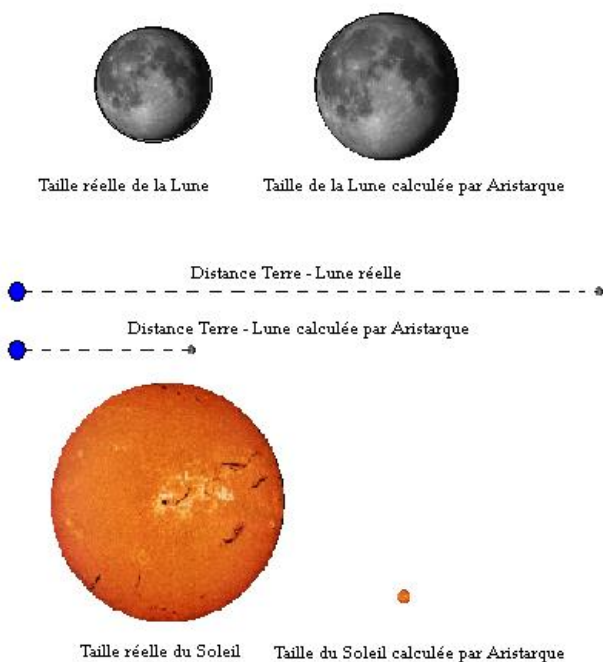 Taille réelle de la Lune
Taille de la Lune calculée par Aristarque
Distance Terre - Lune réelle
Distance Terre - Lune calculée par Aristarque
Taille réelle du Soleil
Taille du Soleil calculée par Aristarque